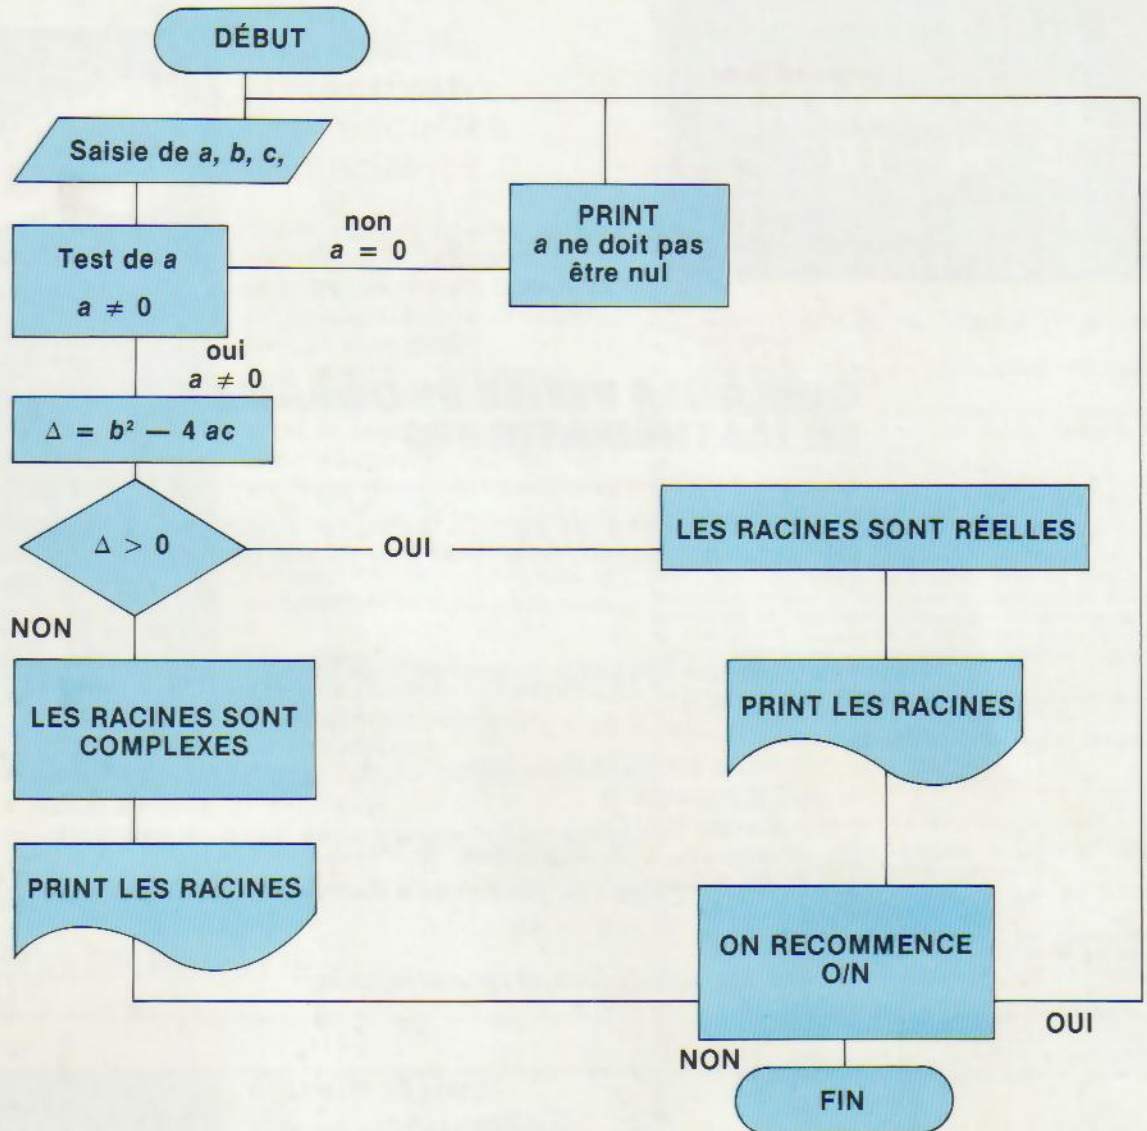 DÉBUT
Saisie de a, b, c,
Test de a
a ≠ 0
non
a = 0
PRINT
a ne doit pas
être nul
oui
a ≠ 0
Δ = b² — 4 ac
Δ > 0
OUI
LES RACINES SONT RÉELLES
NON
LES RACINES SONT
COMPLEXES
PRINT LES RACINES
PRINT LES RACINES
ON RECOMMENCE
O/N
OUI
NON
FIN